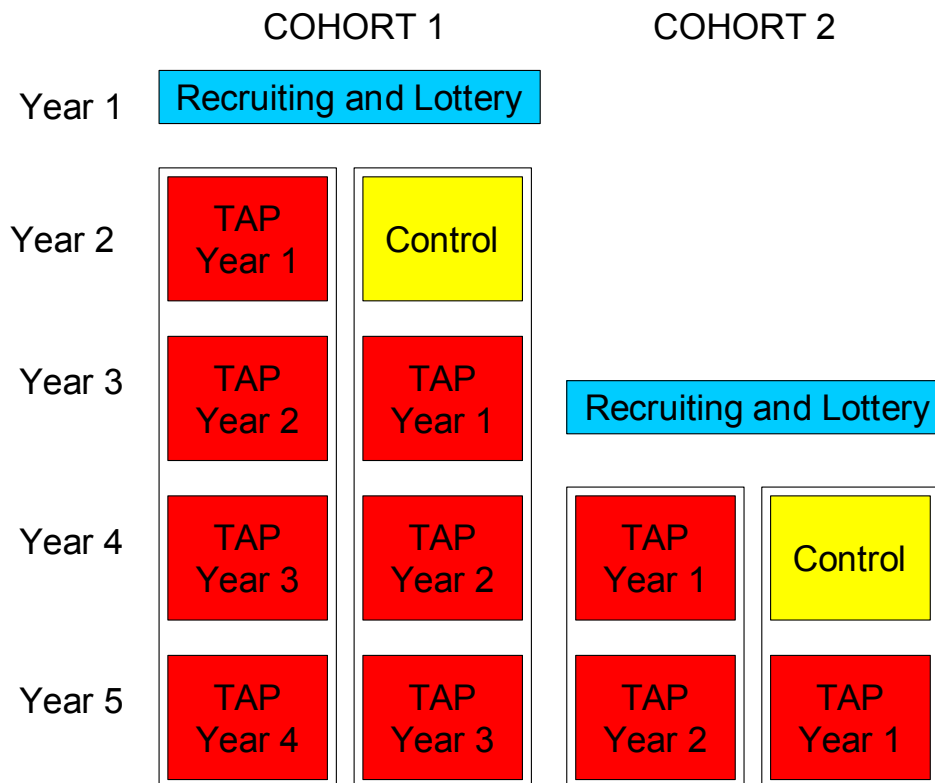 COHORT 1
COHORT 2
Year 1
Recruiting and Lottery
Year 2
TAP
Year 1
Control
Year 3
TAP
Year 2
TAP
Year 1
Recruiting and Lottery
Year 4
TAP
Year 3
TAP
Year 2
TAP
Year 1
Control
Year 5
TAP
Year 4
TAP
Year 3
TAP
Year 2
TAP
Year 1